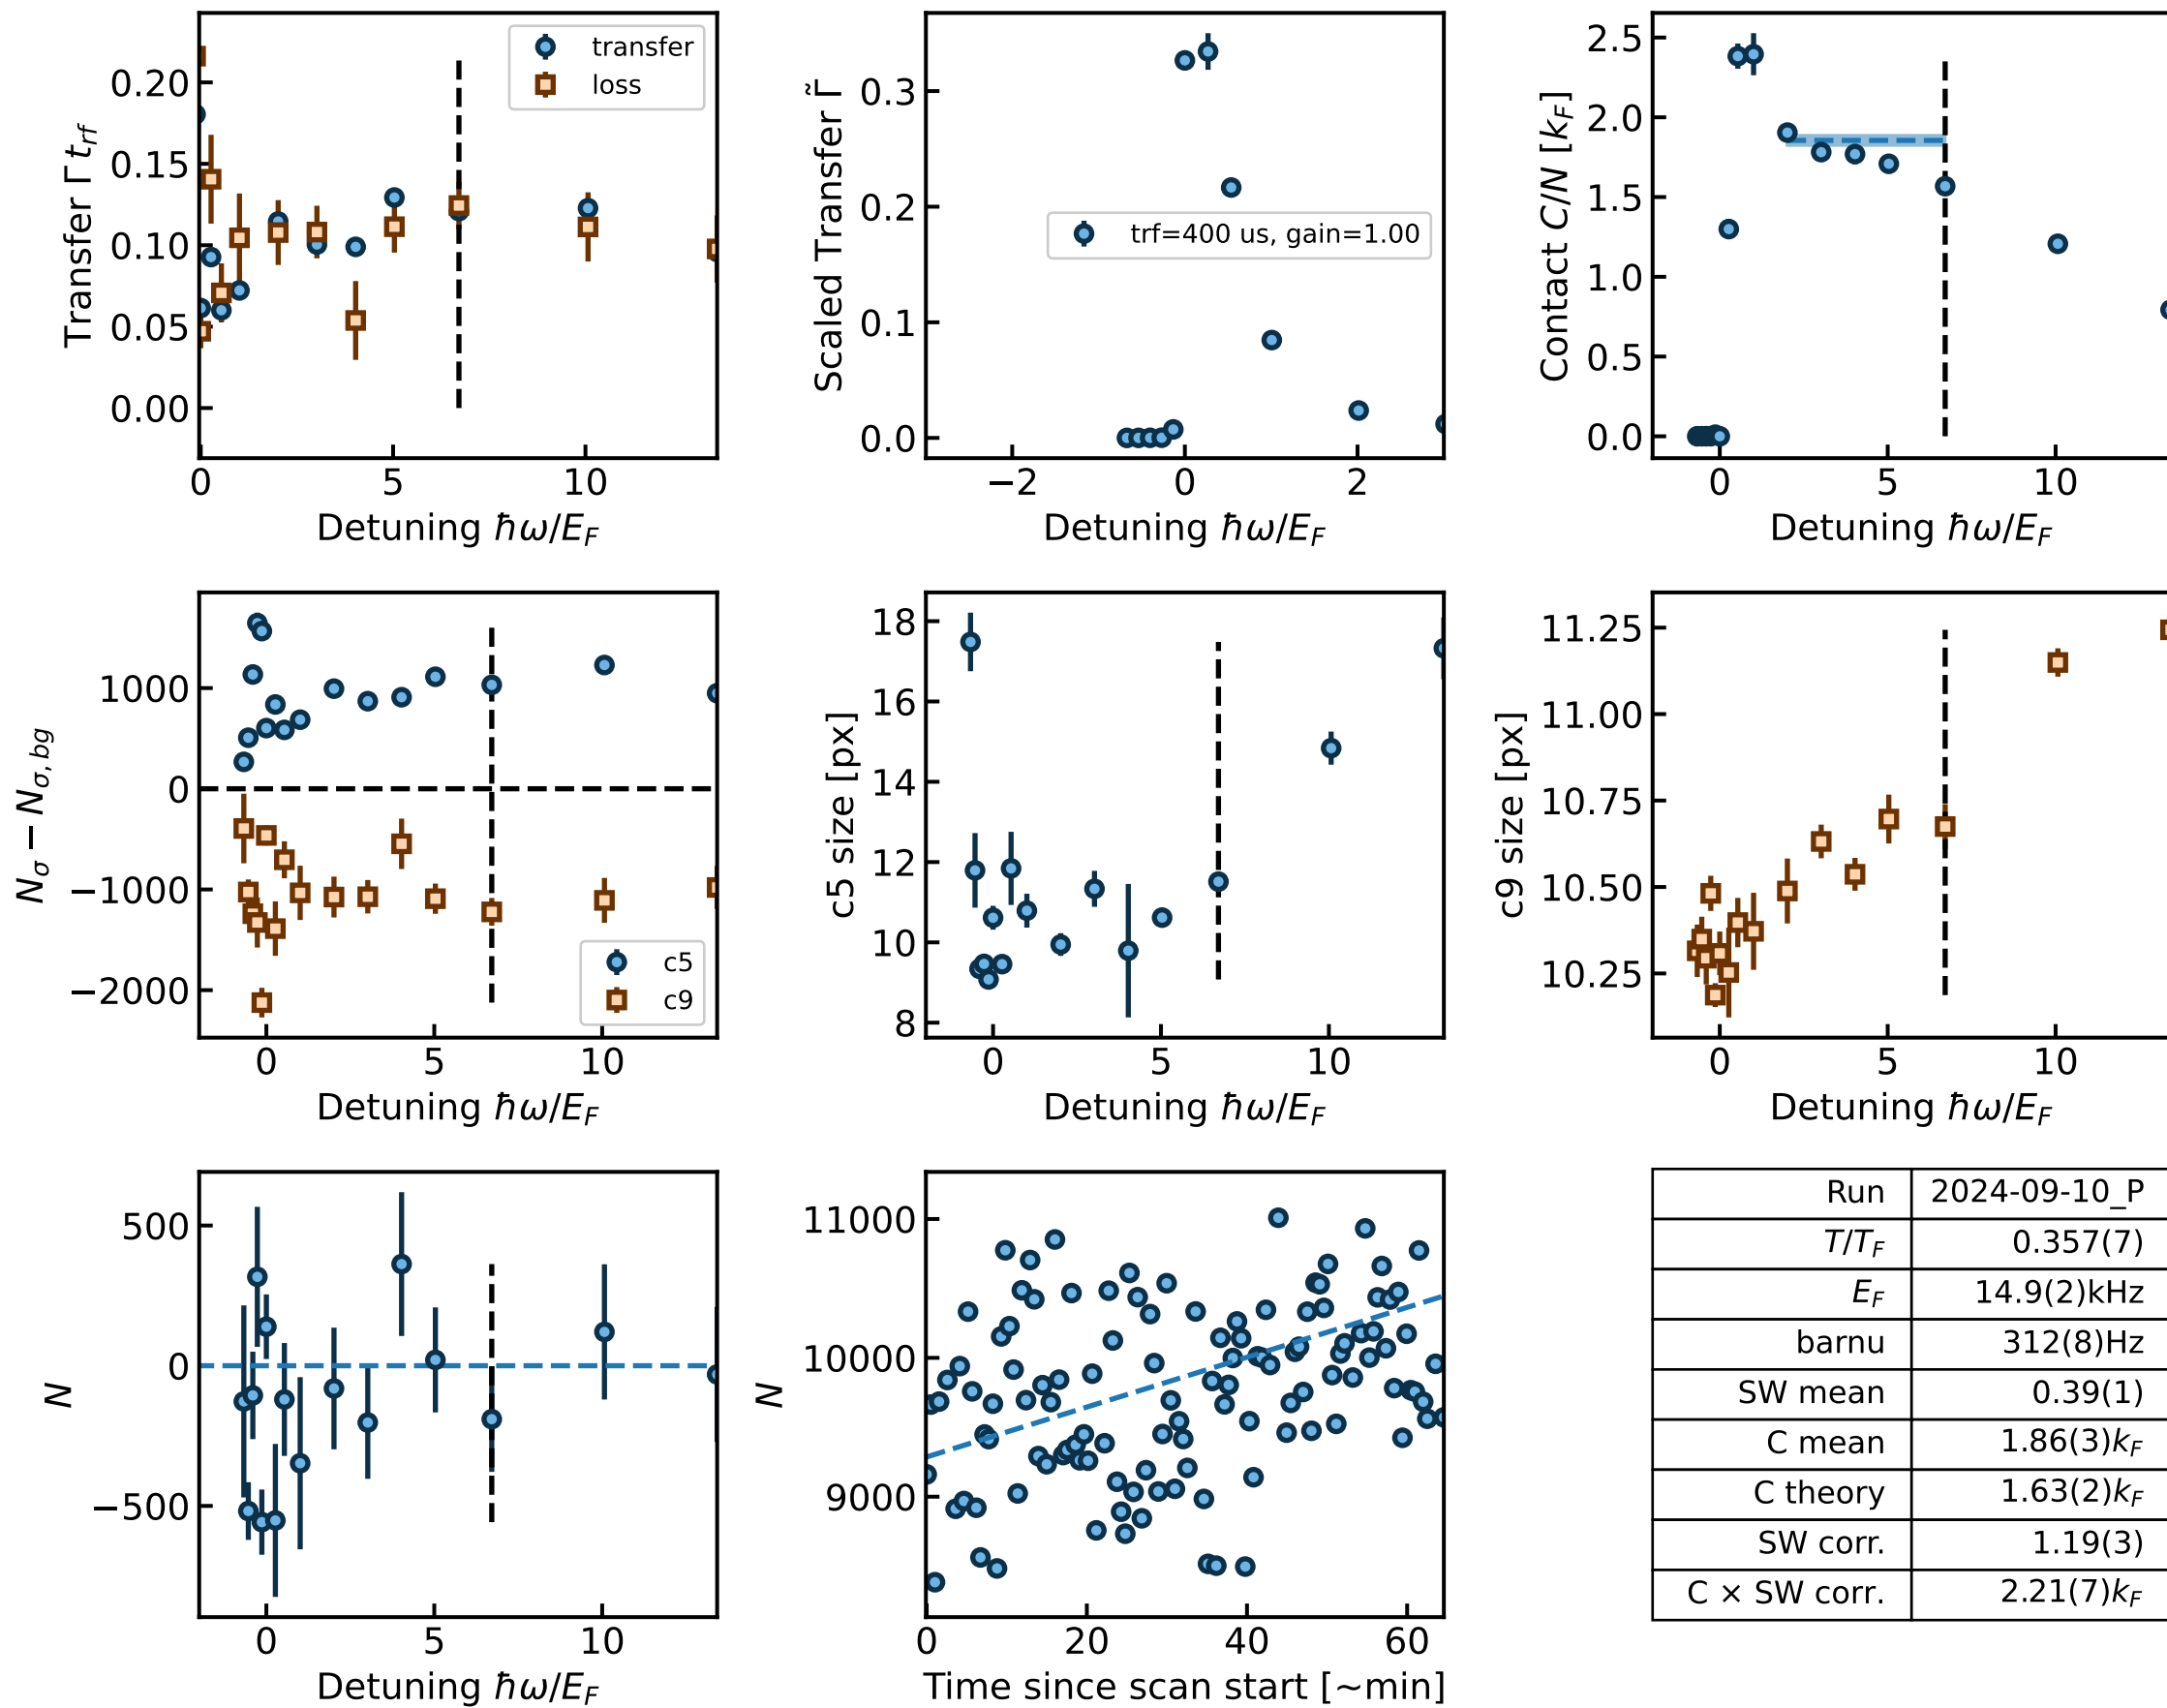 transfer
loss
0.20
0.15
0.10
0.05
0.00
Transfer Γ t_rf
0
5
10
Detuning ℏω/E_F
0.3
0.2
0.1
0.0
Scaled Transfer Γ̃
trf=400 us, gain=1.00
−2
0
2
Detuning ℏω/E_F
2.5
2.0
1.5
1.0
0.5
0.0
Contact C/N [k_F]
0
5
10
Detuning ℏω/E_F
1000
0
−1000
−2000
N_σ − N_σ,bg
c5
c9
0
5
10
Detuning ℏω/E_F
18
16
14
12
10
8
c5 size [px]
0
5
10
Detuning ℏω/E_F
11.25
11.00
10.75
10.50
10.25
c9 size [px]
0
5
10
Detuning ℏω/E_F
500
0
−500
N
0
5
10
Detuning ℏω/E_F
11000
10000
9000
N
0
20
40
60
Time since scan start [~min]
Run 2024-09-10_P
T/T_F 0.357(7)
E_F 14.9(2)kHz
barnu 312(8)Hz
SW mean 0.39(1)
C mean 1.86(3)k_F
C theory 1.63(2)k_F
SW corr. 1.19(3)
C × SW corr. 2.21(7)k_F